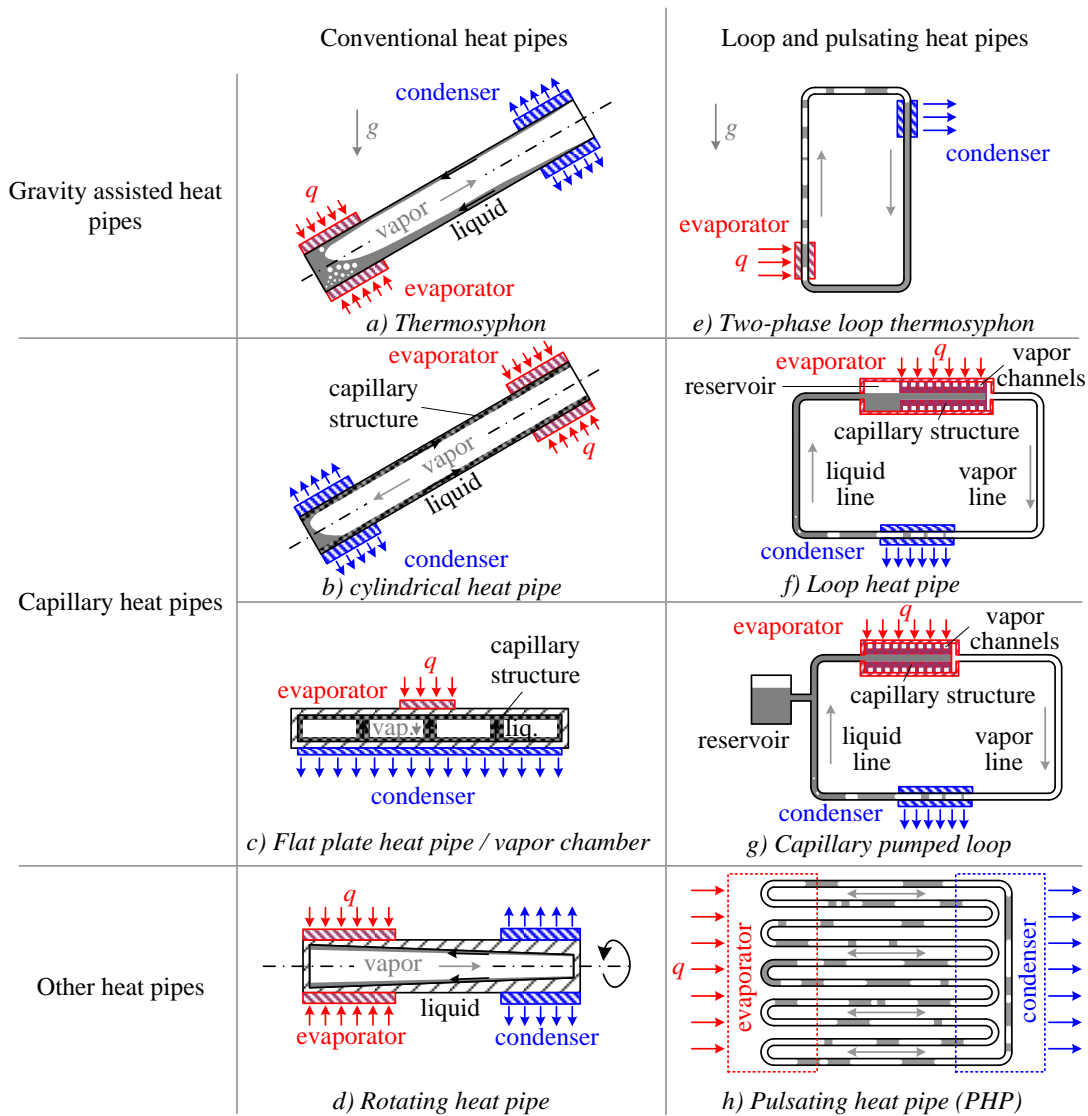 Conventional heat pipes
Loop and pulsating heat pipes
Gravity assisted heat
pipes
condenser
g
q
vapor
liquid
evaporator
a) Thermosyphon
g
condenser
evaporator
q
e) Two-phase loop thermosyphon
Capillary heat pipes
evaporator
capillary
structure
q
vapor
liquid
condenser
b) cylindrical heat pipe
evaporator
q
vapor
channels
reservoir
capillary structure
liquid
line
vapor
line
condenser
f) Loop heat pipe
q
capillary
structure
evaporator
vap.
liq.
condenser
c) Flat plate heat pipe / vapor chamber
q
evaporator
vapor
channels
capillary structure
reservoir
liquid
line
vapor
line
condenser
g) Capillary pumped loop
Other heat pipes
q
vapor
liquid
evaporator
condenser
d) Rotating heat pipe
q
evaporator
condenser
h) Pulsating heat pipe (PHP)